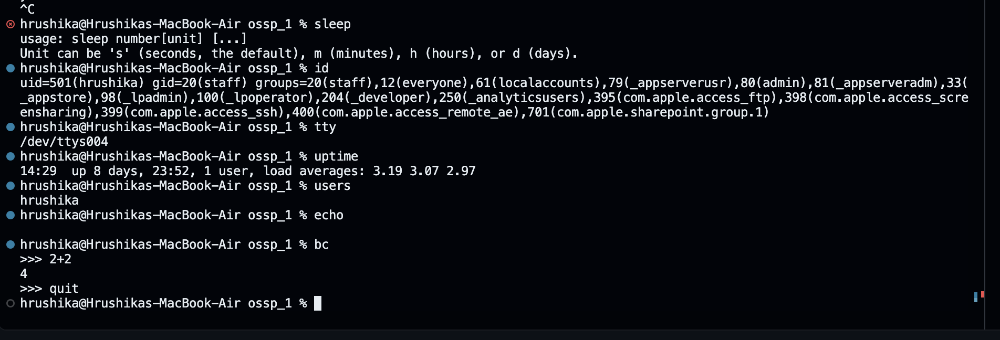 ^C
hrushika@Hrushikas-MacBook-Air ossp_1 % sleep
usage: sleep number[unit] [...]
Unit can be 's' (seconds, the default), m (minutes), h (hours), or d (days).
hrushika@Hrushikas-MacBook-Air ossp_1 % id
uid=501(hrushika) gid=20(staff) groups=20(staff),12(everyone),61(localaccounts),79(_appserverusr),80(admin),81(_appserveradm),33(
_appstore),98(_lpadmin),100(_lpoperator),204(_developer),250(_analyticsusers),395(com.apple.access_ftp),398(com.apple.access_scre
ensharing),399(com.apple.access_ssh),400(com.apple.access_remote_ae),701(com.apple.sharepoint.group.1)
hrushika@Hrushikas-MacBook-Air ossp_1 % tty
/dev/ttys004
hrushika@Hrushikas-MacBook-Air ossp_1 % uptime
14:29  up 8 days, 23:52, 1 user, load averages: 3.19 3.07 2.97
hrushika@Hrushikas-MacBook-Air ossp_1 % users
hrushika
hrushika@Hrushikas-MacBook-Air ossp_1 % echo
hrushika@Hrushikas-MacBook-Air ossp_1 % bc
>>> 2+2
4
>>> quit
hrushika@Hrushikas-MacBook-Air ossp_1 %